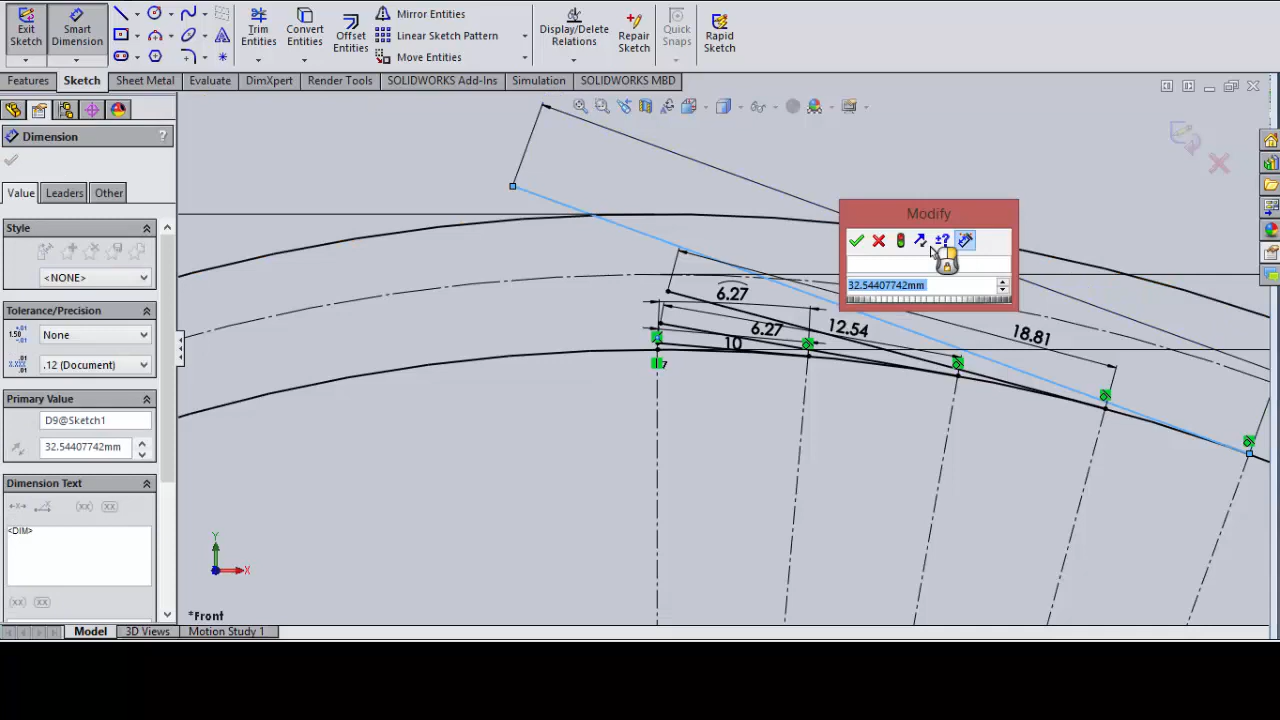 Exit Sketch
Smart Dimension
Trim Entities
Convert Entities
Offset Entities
Mirror Entities
Linear Sketch Pattern
Move Entities
Display/Delete Relations
Repair Sketch
Quick Snaps
Rapid Sketch
Features
Sketch
Sheet Metal
Evaluate
DimXpert
Render Tools
SOLIDWORKS Add-Ins
Simulation
SOLIDWORKS MBD
Dimension
?
Value
Leaders
Other
Style
<NONE>
Tolerance/Precision
None
.12 (Document)
Primary Value
D9@Sketch1
32.54407742mm
Dimension Text
<DIM>
Modify
32.54407742mm
6.27
6.27
12.54
18.81
10
Y
X
*Front
Model
3D Views
Motion Study 1